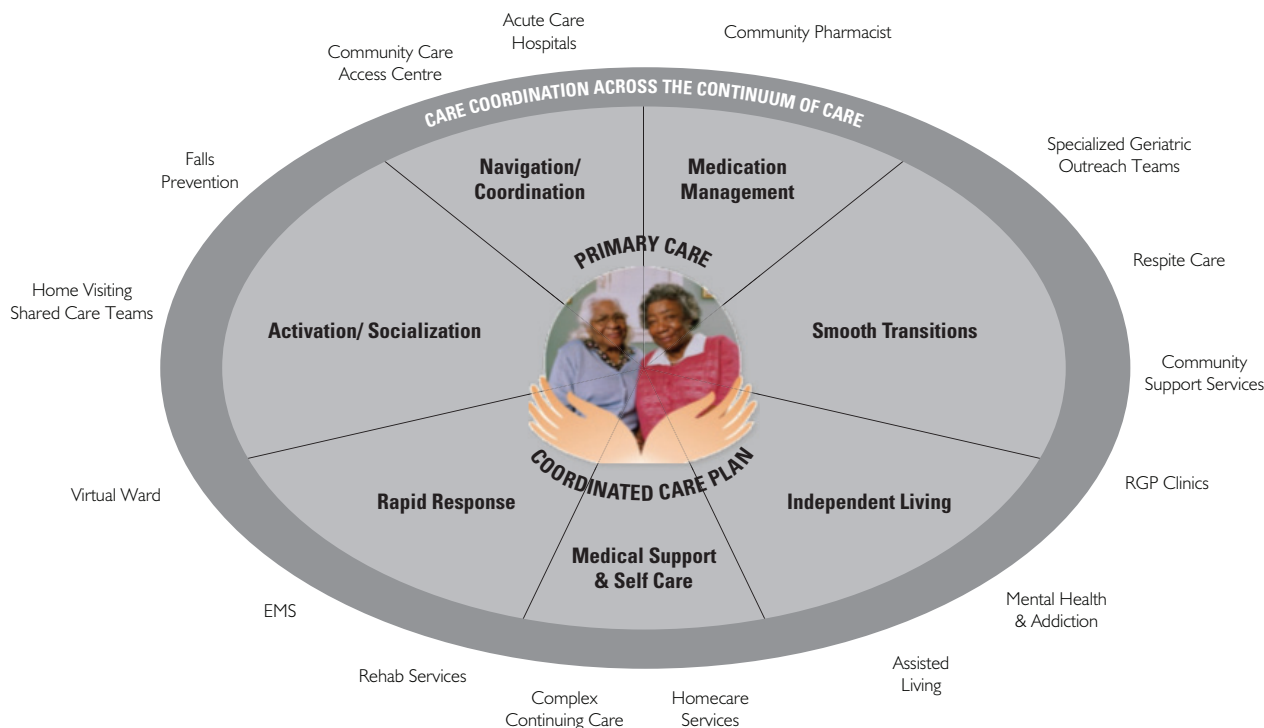 Acute Care
Hospitals
Community Pharmacist
Community Care
Access Centre
CARE COORDINATION ACROSS THE CONTINUUM OF CARE
Falls
Prevention
Specialized Geriatric
Outreach Teams
Navigation/
Coordination
Medication
Management
PRIMARY CARE
Respite Care
Home Visiting
Shared Care Teams
Activation/ Socialization
Smooth Transitions
Community
Support Services
COORDINATED CARE PLAN
Virtual Ward
Rapid Response
Independent Living
RGP Clinics
Medical Support
& Self Care
EMS
Mental Health
& Addiction
Rehab Services
Assisted
Living
Complex
Continuing Care
Homecare
Services